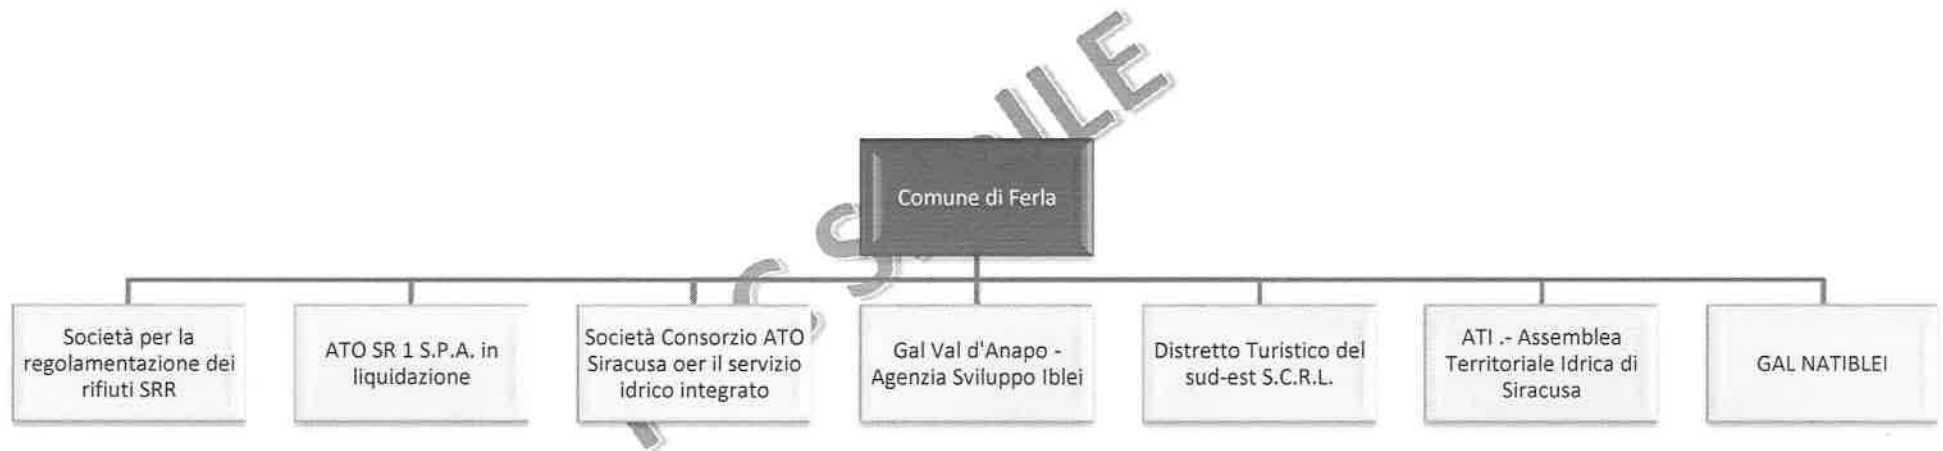 Comune di Ferla
Società per la
regolamentazione dei
rifiuti SRR
ATO SR 1 S.P.A. in
liquidazione
Società Consorzio ATO
Siracusa oer il servizio
idrico integrato
Gal Val d'Anapo -
Agenzia Sviluppo Iblei
Distretto Turistico del
sud-est S.C.R.L.
ATI .- Assemblea
Territoriale Idrica di
Siracusa
GAL NATIBLEI